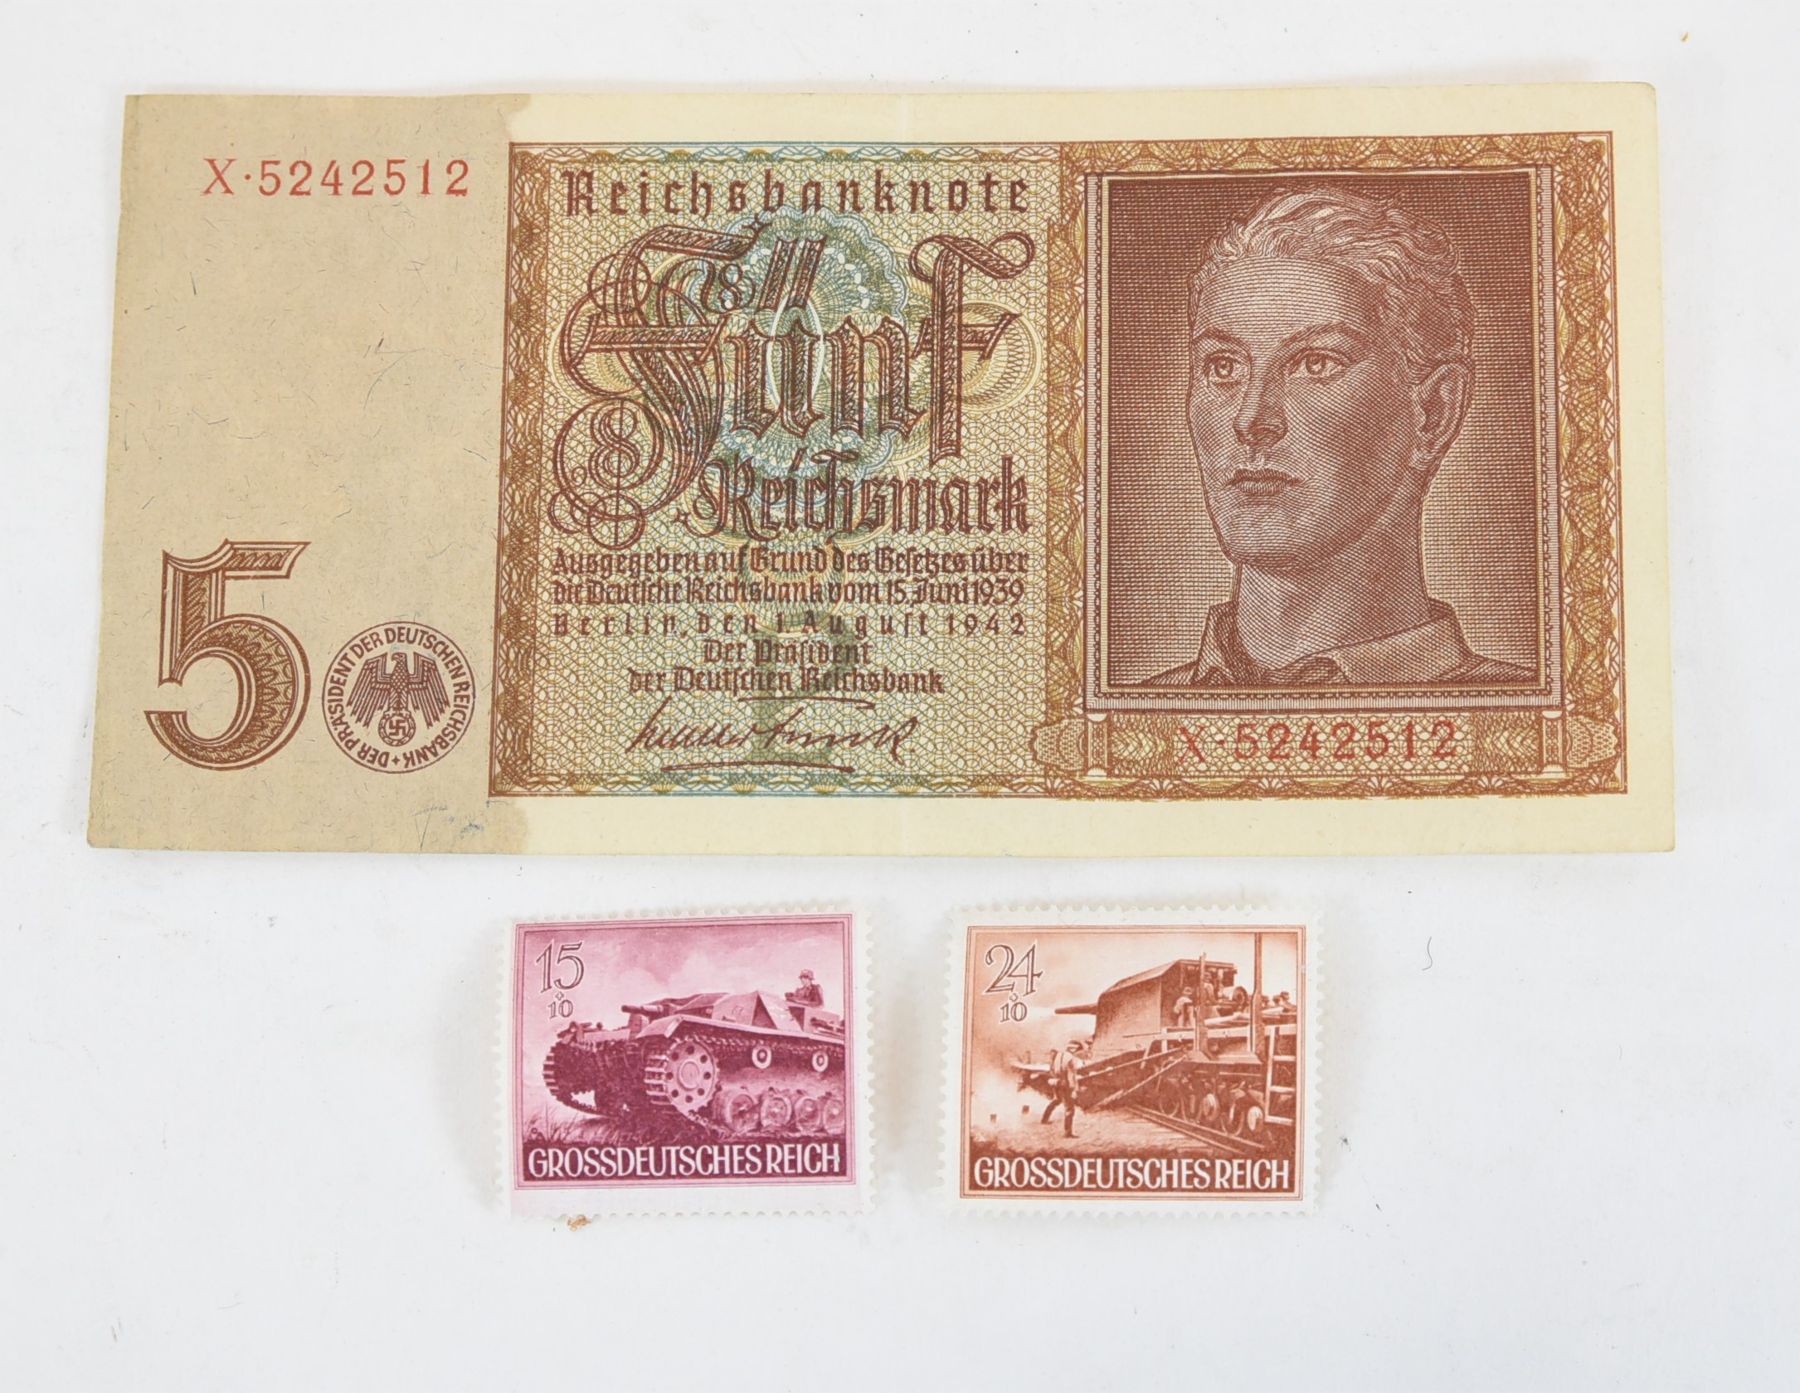 X·5242512
Reichsbanknote
Fünf
Reichsmark
Ausgegeben auf Grund des Gesetzes über
die Deutsche Reichsbank vom 15. Juni 1939
Berlin, den 1. August 1942
Der Präsident
der Deutschen Reichsbank
5
DER PRÄSIDENT DER DEUTSCHEN REICHSBANK +
X·5242512
15
+
10
GROSSDEUTSCHES REICH
24
+
10
GROSSDEUTSCHES REICH